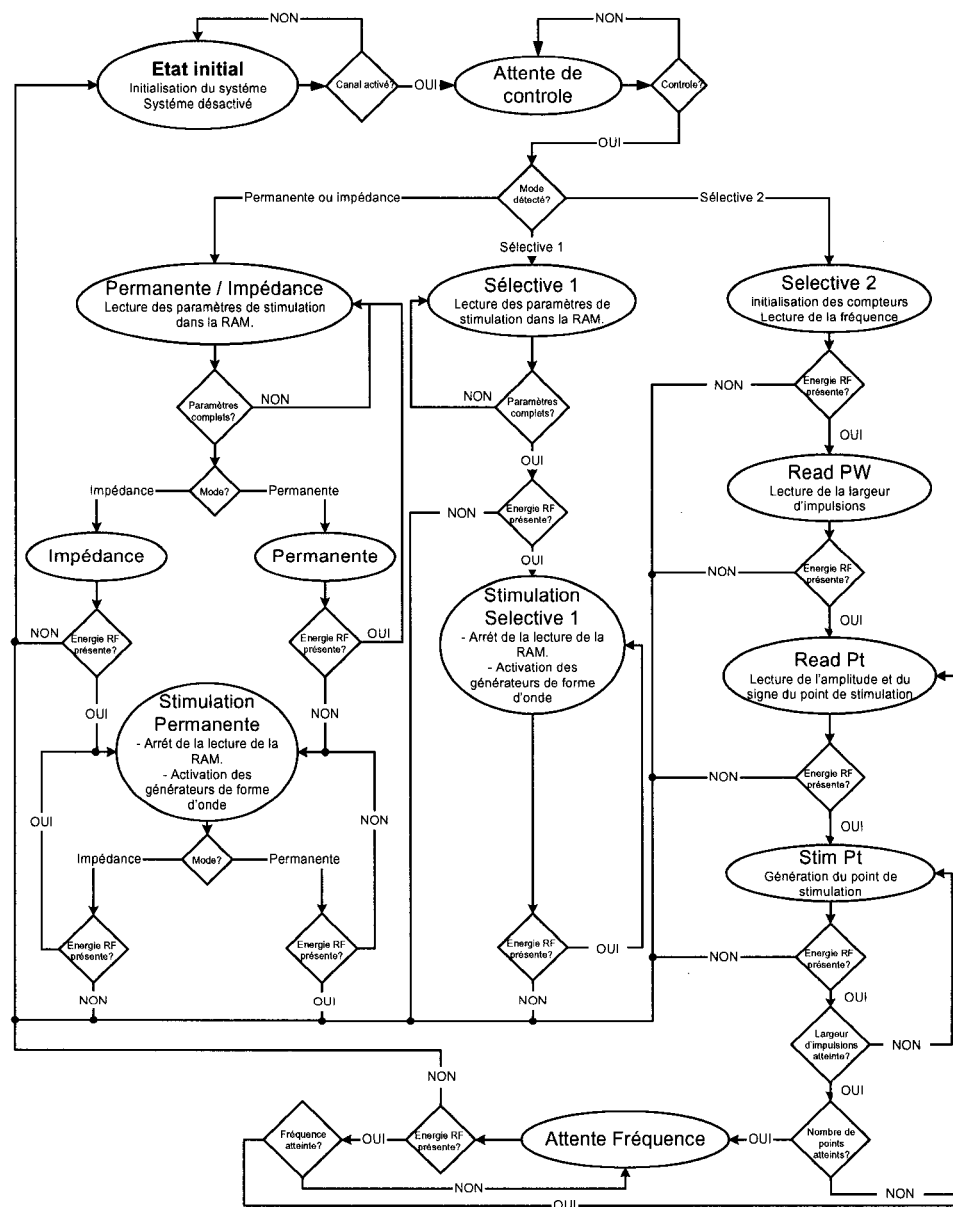 NON
NON
Etat initial
Initialisation du système
Systéme désactivé
Canal activé?
OUI
Attente de
controle
Controle?
OUI
Mode
détecté?
Permanente ou impédance
Sélective 2
Sélective 1
Permanente / Impédance
Lecture des paramètres de stimulation
dans la RAM.
Sélective 1
Lecture des paramètres de
stimulation dans la RAM.
Selective 2
initialisation des compteurs
Lecture de la fréquence
Paramètres
complets?
NON
NON
Paramètres
complets?
NON
Energie RF
présente?
OUI
OUI
Impédance
Mode?
Permanente
NON
Energie RF
présente?
OUI
Read PW
Lecture de la largeur
d'impulsions
Impédance
Permanente
NON
Energie RF
présente?
OUI
NON
Energie RF
présente?
Energie RF
présente?
OUI
Stimulation
Selective 1
- Arrét de la lecture de la
RAM.
- Activation des
générateurs de forme
d'onde
Read Pt
Lecture de l'amplitude et du
signe du point de stimulation
OUI
NON
Stimulation
Permanente
- Arrét de la lecture de la
RAM.
- Activation des
générateurs de forme
d'onde
NON
Energie RF
présente?
OUI
OUI
NON
Impédance
Mode?
Permanente
Stim Pt
Génération du point de
stimulation
Energie RF
présente?
NON
Energie RF
présente?
OUI
Energie RF
présente?
NON
OUI
NON
Energie RF
présente?
OUI
Largeur
d'impulsions
atteinte?
NON
OUI
NON
Fréquence
atteinte?
OUI
Energie RF
présente?
Attente Fréquence
OUI
Nombre de
points
atteints?
NON
NON
OUI